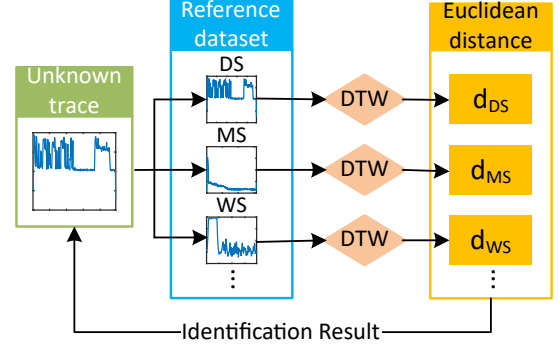 Unknown
trace
Reference
dataset
DS
MS
WS
⋮
DTW
DTW
DTW
Euclidean
distance
dDS
dMS
dWS
⋮
Identification Result